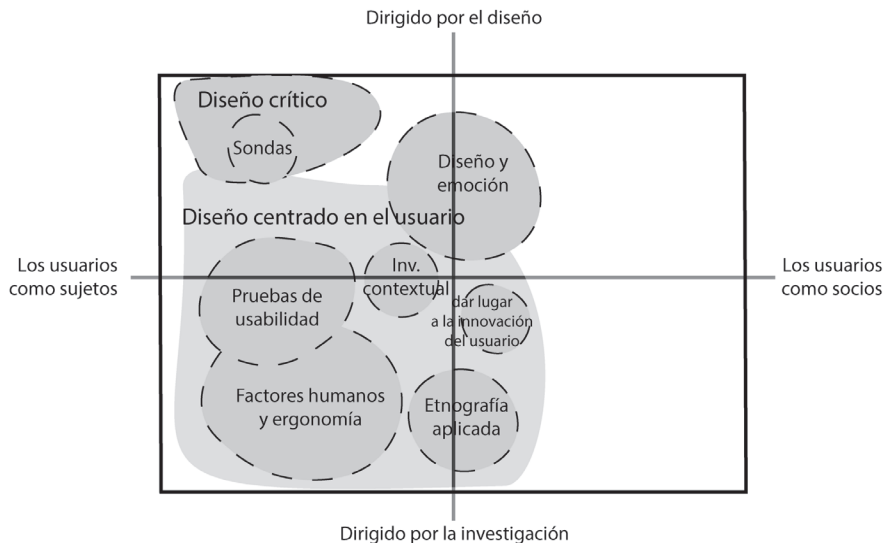 Dirigido por el diseño
Diseño crítico
Sondas
Diseño y
emoción
Diseño centrado en el usuario
Los usuarios
como sujetos
Inv.
contextual
Los usuarios
como socios
Pruebas de
usabilidad
dar lugar
a la innovación
del usuario
Factores humanos
y ergonomía
Etnografía
aplicada
Dirigido por la investigación